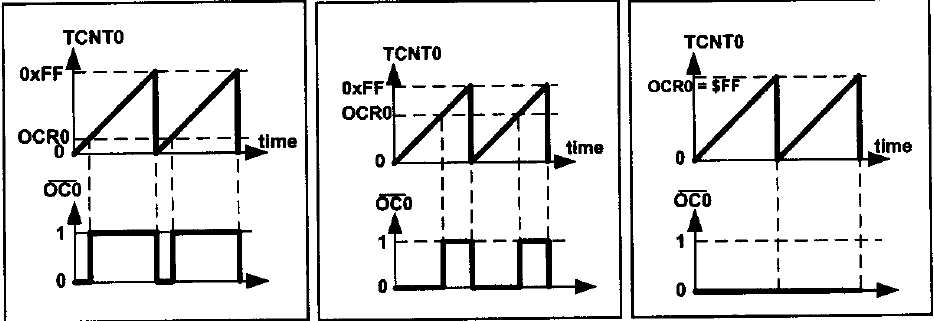 TCNT0
0xFF
OCR0
0
time
OC0
1
0
TCNT0
0xFF
OCR0
0
time
OC0
1
0
TCNT0
OCR0 = $FF
0
time
OC0
1
0